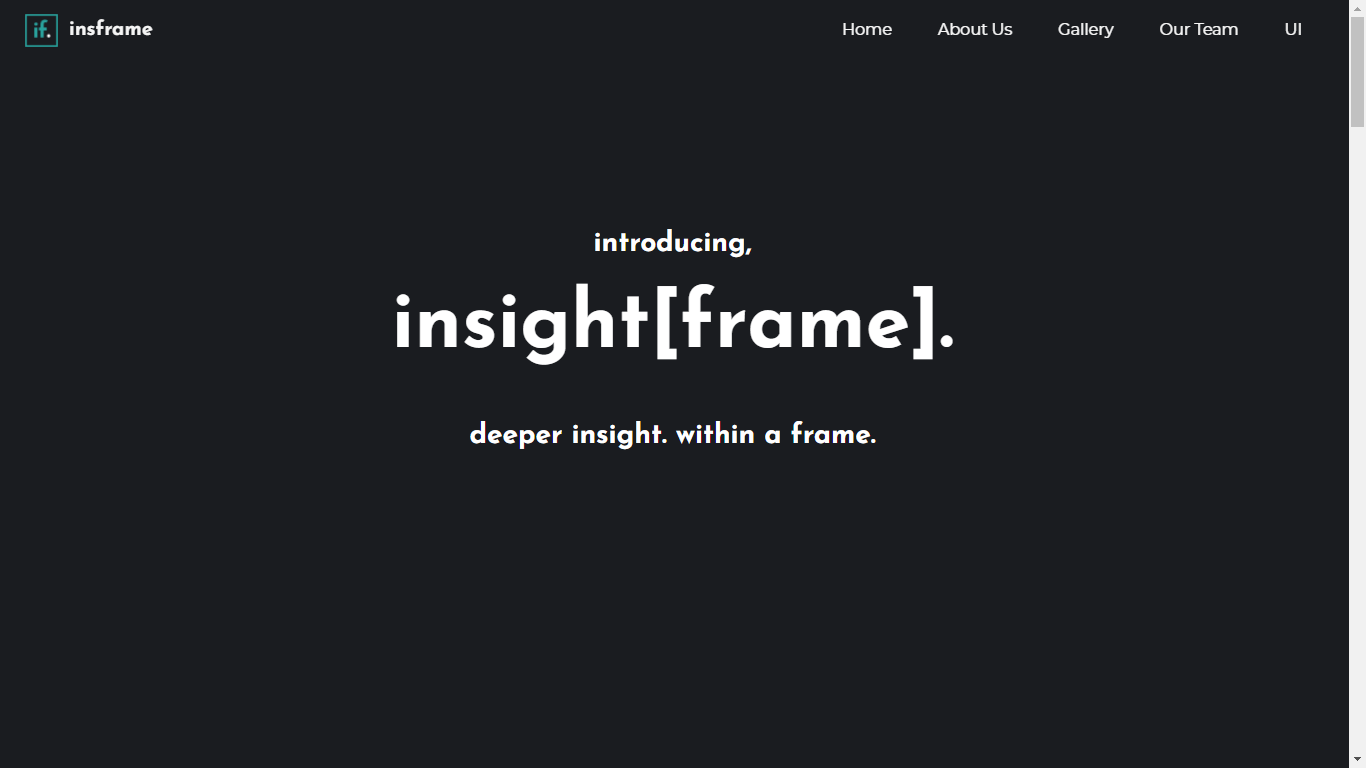 if. insframe Home About Us Gallery Our Team UI
introducing,
insight[frame].
deeper insight. within a frame.